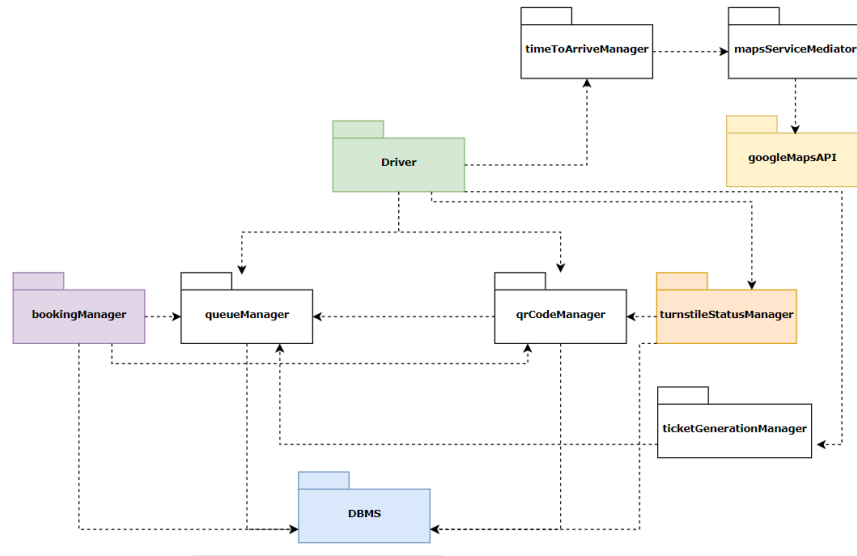 timeToArriveManager
mapsServiceMediator
Driver
googleMapsAPI
bookingManager
queueManager
qrCodeManager
turnstileStatusManager
ticketGenerationManager
DBMS